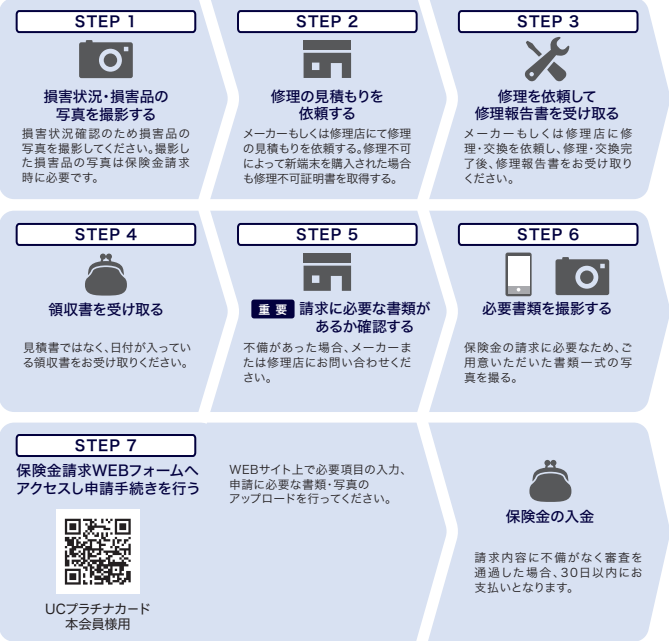 STEP 1
損害状況・損害品の
写真を撮影する
損害状況確認のため損害品の
写真を撮影してください。撮影し
た損害品の写真は保険金請求
時に必要です。
STEP 2
修理の見積もりを
依頼する
メーカーもしくは修理店にて修理
の見積もりを依頼する。修理不可
によって新端末を購入された場合
も修理不可証明書を取得する。
STEP 3
修理を依頼して
修理報告書を受け取る
メーカーもしくは修理店に修
理・交換を依頼し、修理・交換完
了後、修理報告書をお受け取り
ください。
STEP 4
領収書を受け取る
見積書ではなく、日付が入ってい
る領収書をお受け取りください。
STEP 5
重要 請求に必要な書類が
あるか確認する
不備があった場合、メーカーま
たは修理店にお問い合わせくだ
さい。
STEP 6
必要書類を撮影する
保険金の請求に必要なため、ご
用意いただいた書類一式の写
真を撮る。
STEP 7
保険金請求WEBフォームへ
アクセスし申請手続きを行う
UCプラチナカード
本会員様用
WEBサイト上で必要項目の入力、
申請に必要な書類・写真の
アップロードを行ってください。
保険金の入金
請求内容に不備がなく審査を
通過した場合、30日以内にお
支払いとなります。